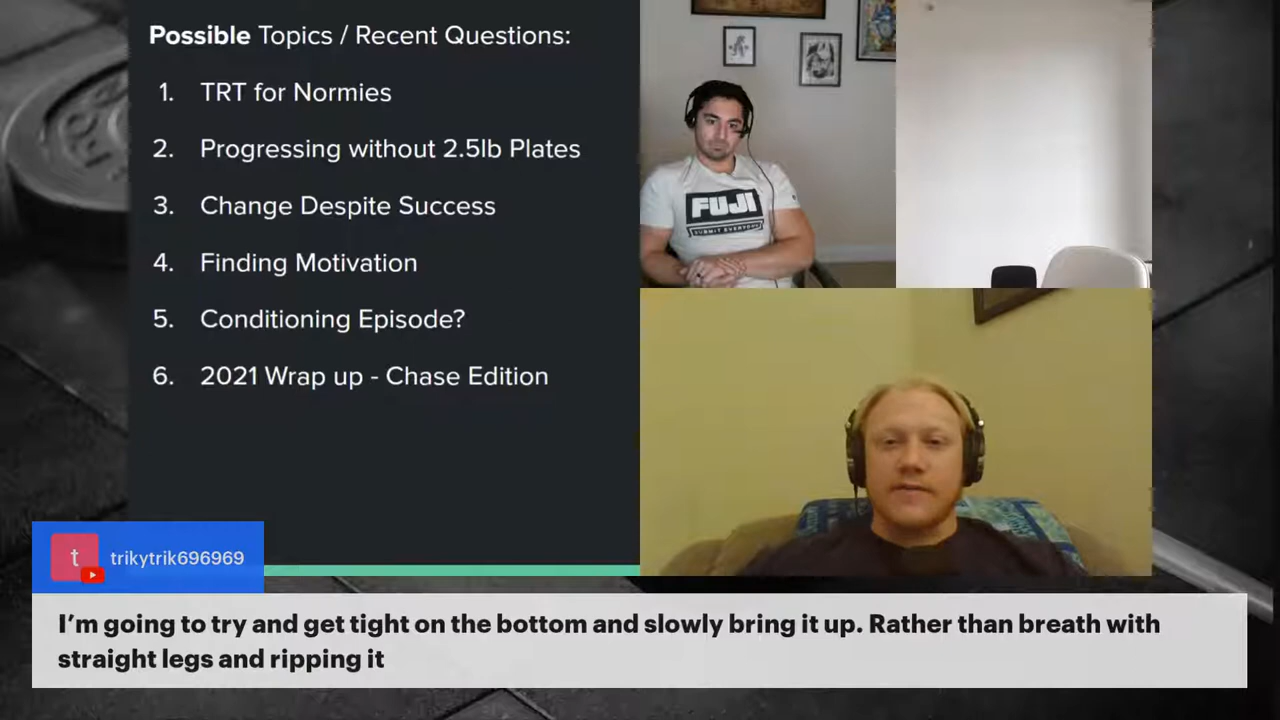 Possible Topics / Recent Questions:
1. TRT for Normies
2. Progressing without 2.5lb Plates
3. Change Despite Success
4. Finding Motivation
5. Conditioning Episode?
6. 2021 Wrap up - Chase Edition
FUJI
SUBMIT EVERYONE
t
trikytrik696969
I'm going to try and get tight on the bottom and slowly bring it up. Rather than breath with
straight legs and ripping it